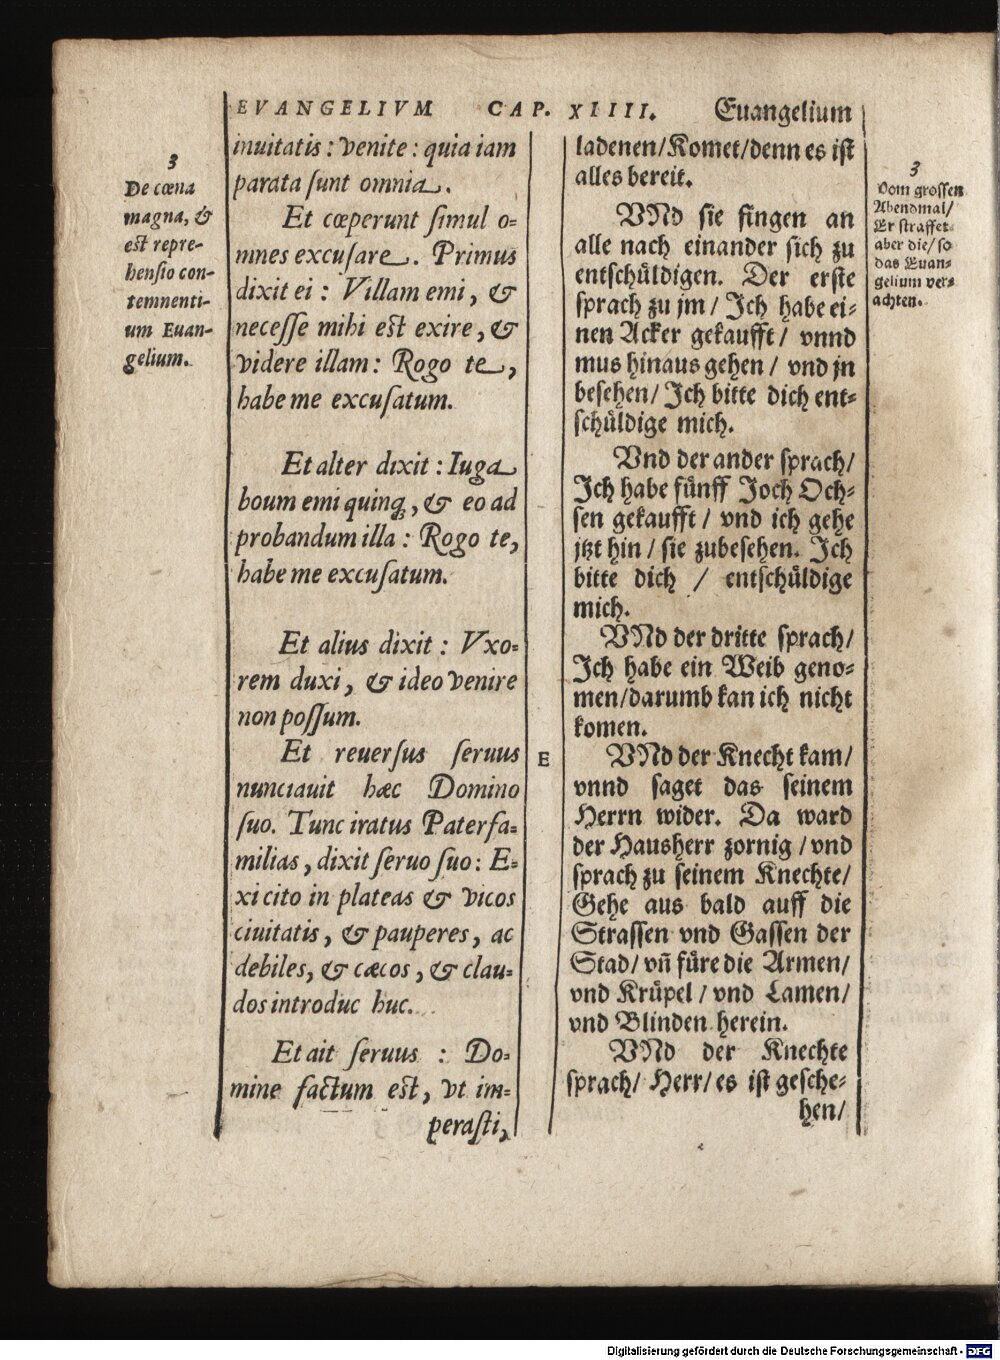 EVANGELIVM CAP. XIIII. Euangelium
3
De cœna
magna, &
est repre-
hensio con-
temnenti-
um Euan-
gelium.
inuitatis : venite : quia iam
parata ſunt omnia.
Et cœperunt ſimul o-
mnes excuſare. Primus
dixit ei : Villam emi, &
neceſſe mihi est exire, &
videre illam : Rogo te,
habe me excuſatum.
Et alter dixit : Iuga
boum emi quinq;, & eo ad
probandum illa : Rogo te,
habe me excuſatum.
Et alius dixit : Vxo-
rem duxi, & ideo venire
non poſſum.
Et reuerſus ſeruus
nunciauit hæc Domino
ſuo. Tunc iratus Paterfa-
milias, dixit ſeruo ſuo: E-
xi cito in plateas & vicos
ciuitatis, & pauperes, ac
debiles, & cæcos, & clau-
dos introduc huc.
Et ait ſeruus : Do-
mine factum est, vt im-
peraſti,
E
ladenen/Komet/denn es iſt
alles bereit.
VNd ſie fingen an
alle nach einander ſich zu
entſchüldigen. Der erſte
ſprach zu jm/ Ich habe ei-
nen Acker gekaufft/ vnnd
mus hinaus gehen/ vnd jn
beſehen/ Ich bitte dich ent-
ſchüldige mich.
Vnd der ander ſprach/
Ich habe fünff Joch Och-
ſen gekaufft/ vnd ich gehe
jtzt hin/ ſie zubeſehen. Ich
bitte dich / entſchüldige
mich.
VNd der dritte ſprach/
Ich habe ein Weib geno-
men/darumb kan ich nicht
komen.
VNd der Knecht kam/
vnnd ſaget das ſeinem
Herrn wider. Da ward
der Hausherr zornig/ vnd
ſprach zu ſeinem Knechte/
Gehe aus bald auff die
Straſſen vnd Gaſſen der
Stad/ vn̄ füre die Armen/
vnd Krüpel/ vnd Lamen/
vnd Blinden herein.
VNd der Knechte
ſprach/ Herr/ es iſt geſche-
hen/
3
Vom groſſen
Abendmal/
Er ſtraffet
aber die/ ſo
das Euan-
gelium ver-
achten.
Digitalisierung gefördert durch die Deutsche Forschungsgemeinschaft - DFG